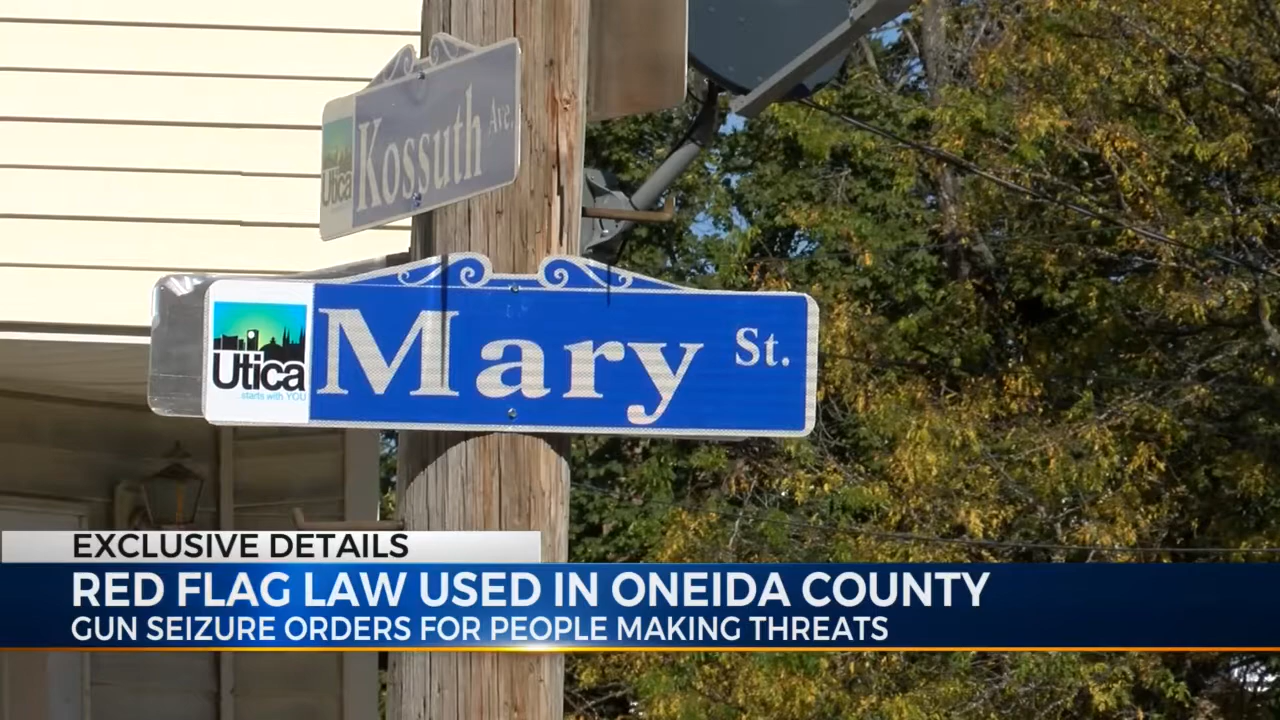 Kossuth Ave.
Utica
Mary St.
Utica
...starts with YOU
EXCLUSIVE DETAILS
RED FLAG LAW USED IN ONEIDA COUNTY
GUN SEIZURE ORDERS FOR PEOPLE MAKING THREATS